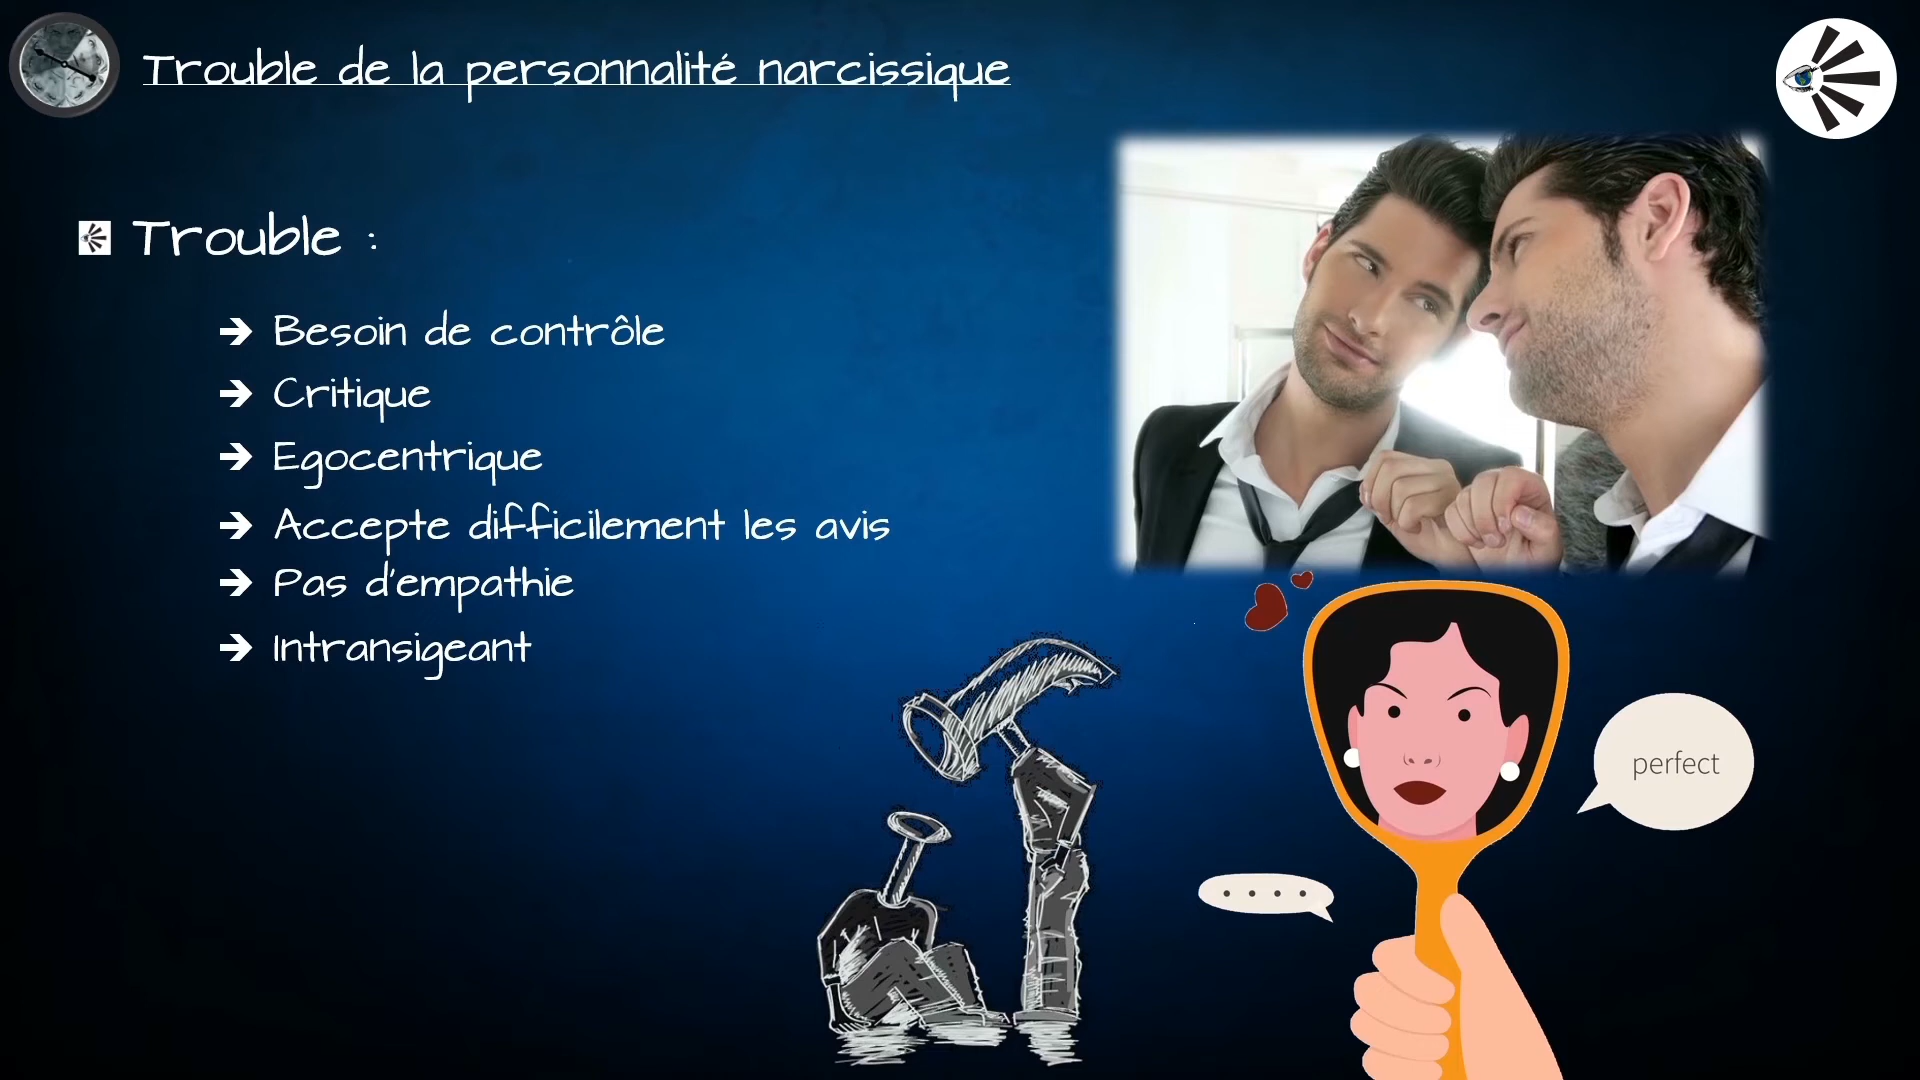 Trouble de la personnalité narcissique
Trouble :
Besoin de contrôle
Critique
Egocentrique
Accepte difficilement les avis
Pas d'empathie
Intransigeant
perfect